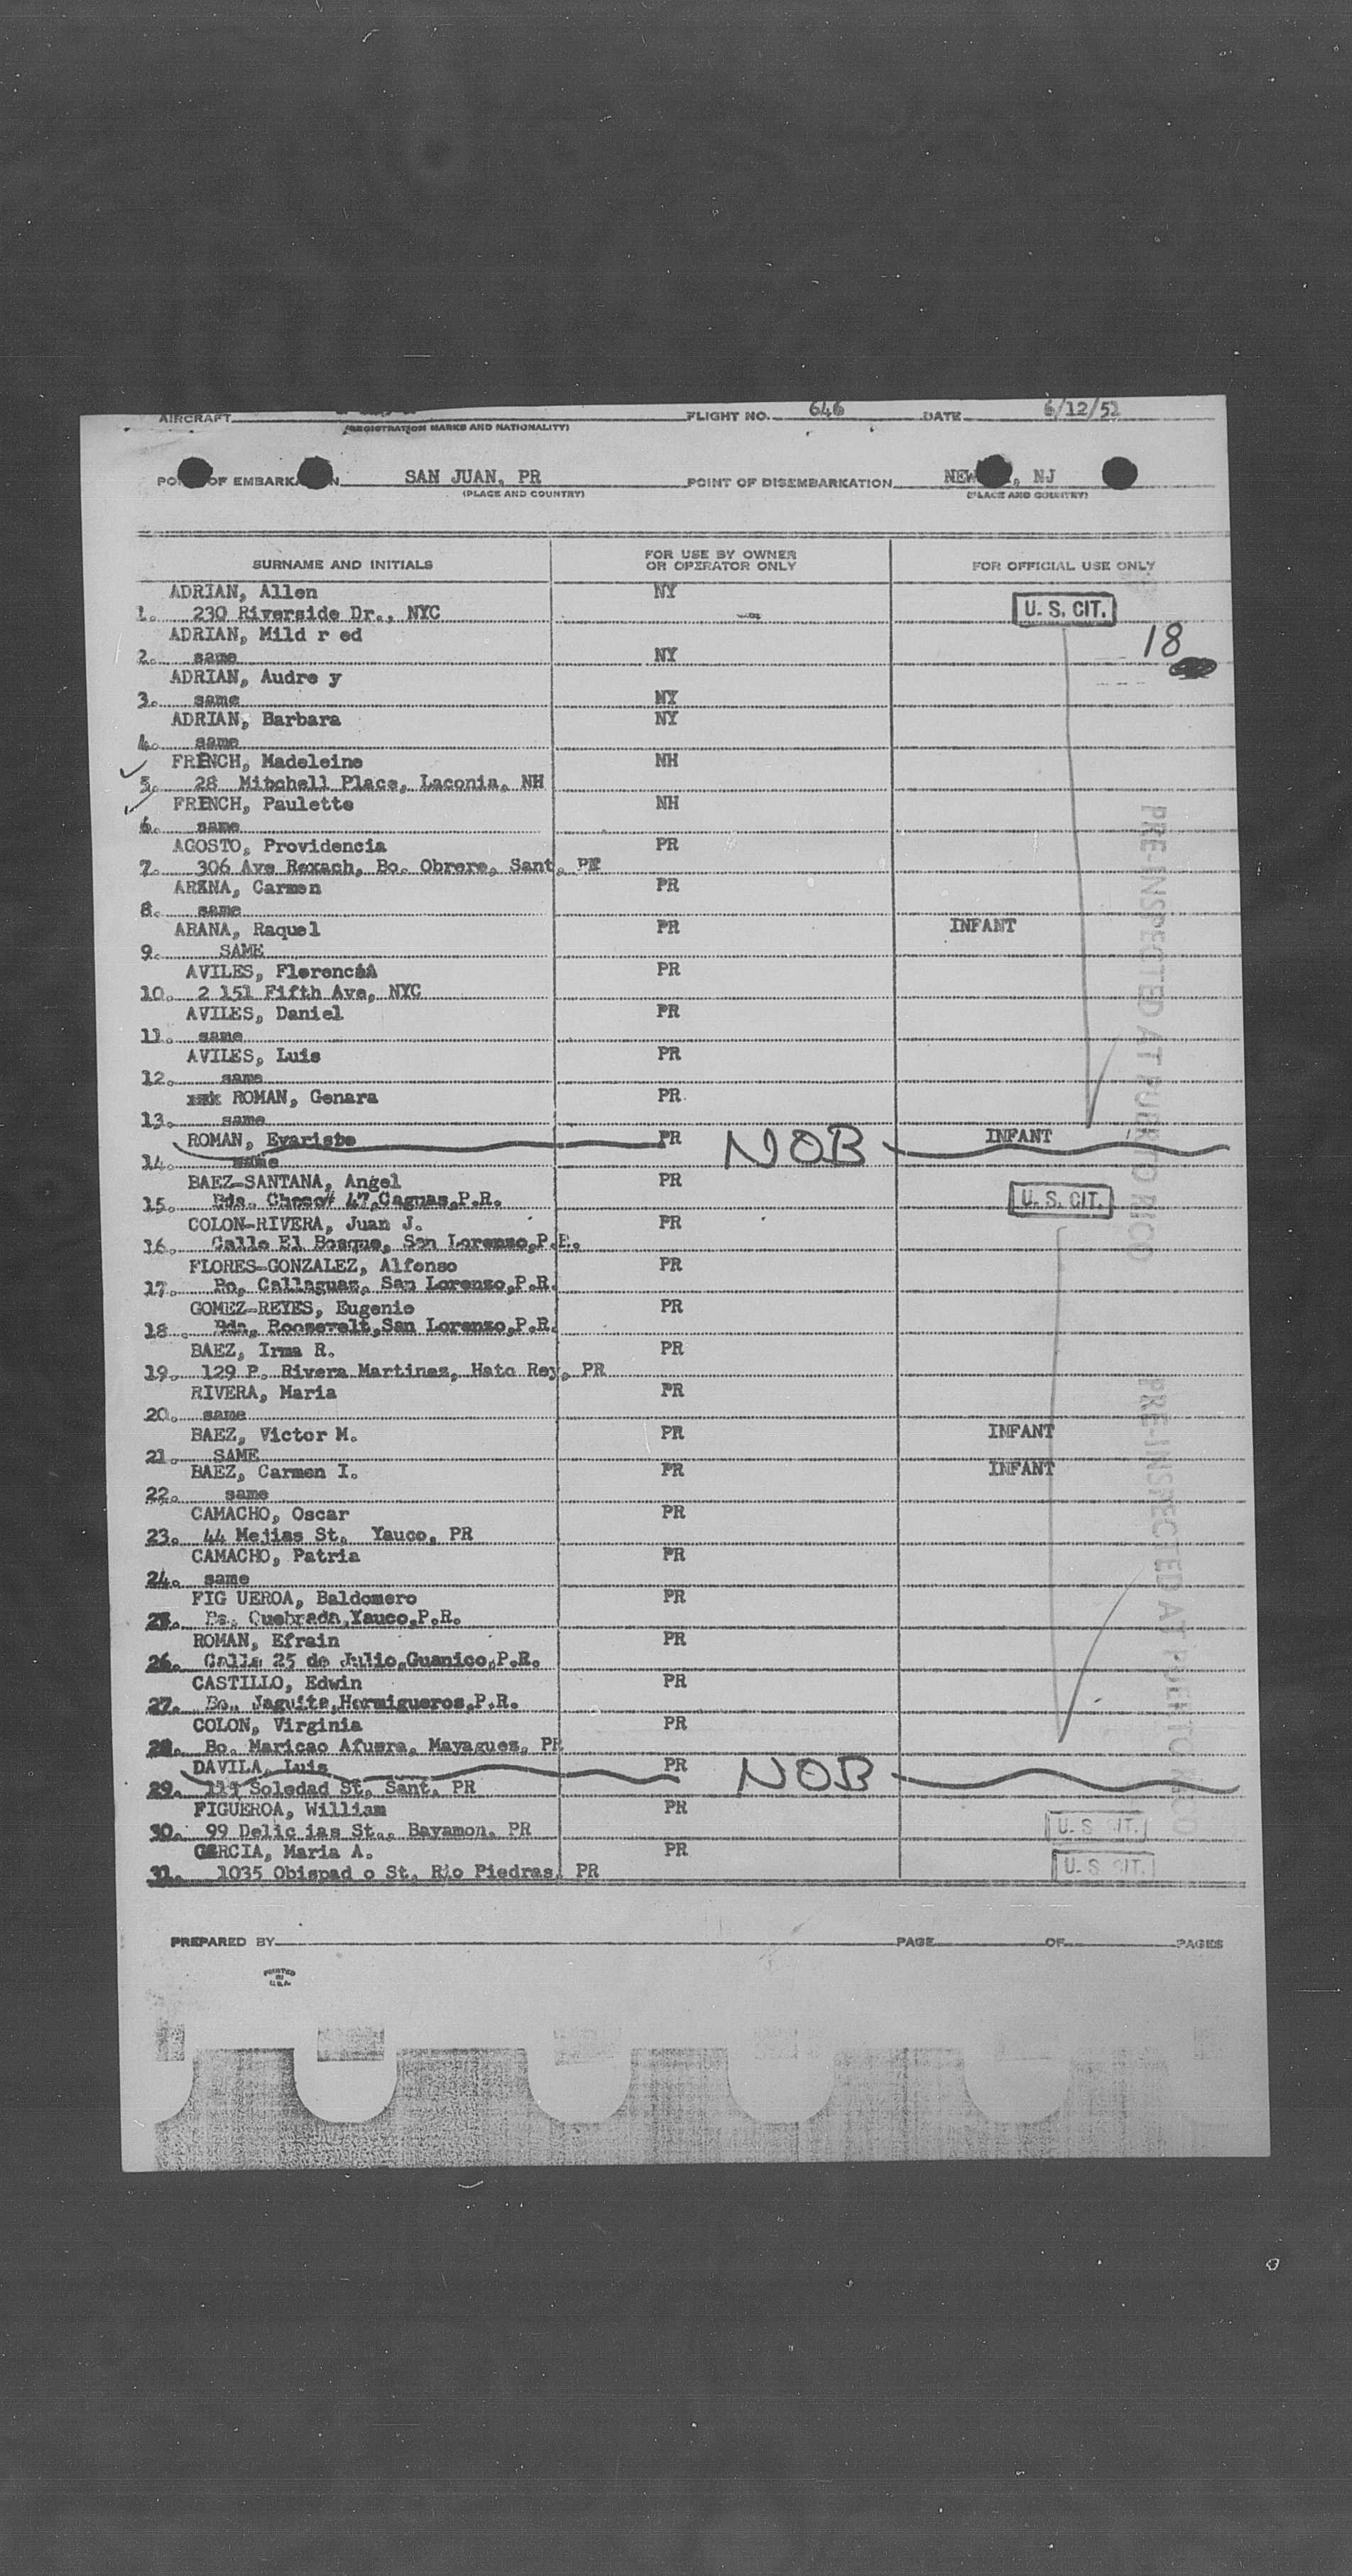 AIRCRAFT FLIGHT NO. 646 DATE 6/12/52
(REGISTRATION MARKS AND NATIONALITY)
OF EMBARK N SAN JUAN, PR POINT OF DISEMBARKATION NEW , NJ
(PLACE AND COUNTRY) (PLACE AND COUNTRY)
SURNAME AND INITIALS FOR USE BY OWNER OR OPERATOR ONLY FOR OFFICIAL USE ONLY
ADRIAN, Allen NY
1. 230 Riverside Dr., NYC U. S. CIT.
ADRIAN, Mild r ed 18
2. same NY
ADRIAN, Audre y
3. same NY
ADRIAN, Barbara NY
4. same
FRENCH, Madeleine NH
5. 28 Mitchell Place, Laconia, NH
FRENCH, Paulette NH
6. same
AGOSTO, Providencia PR
7. 306 Ave Rexach, Bo. Obrero, Sant, PR
ARANA, Carmen PR
8. same
ARANA, Raquel PR INFANT
9. SAME
AVILES, Florencia PR
10. 2 151 Fifth Ave, NYC
AVILES, Daniel PR
11. same
AVILES, Luis PR
12. same
ROMAN, Genara PR
13. same
ROMAN, Evaristo PR NOB INFANT
14. same
BAEZ-SANTANA, Angel PR
15. Bda. # 47,Caguas,P.R. U. S. CIT.
COLON-RIVERA, Juan J. PR
16. Calle El Bosque, San Lorenzo,P.R.
FLORES-GONZALEZ, Alfonso PR
17. Bo, Callaguaz, San Lorenzo,P.R.
GOMEZ-REYES, Eugenio PR
18. Bda, Roosevelt,San Lorenzo,P.R.
BAEZ, Irma R. PR
19. 129 P. Rivera Martinez, Hato Rey, PR
RIVERA, Maria PR
20. same
BAEZ, Victor M. PR INFANT
21. SAME
BAEZ, Carmen I. PR INFANT
22. same
CAMACHO, Oscar PR
23. 44 Mejias St, Yauco, PR
CAMACHO, Patria PR
24. same
FIG UEROA, Baldomero PR
25. Quebrada,Yauco,P.R.
ROMAN, Efrain PR
26. Calle 25 de Julio,Guanico,P.R.
CASTILLO, Edwin PR
27. Bo. Jaguita,Hormigueros,P.R.
COLON, Virginia PR
28. Bo. Maricao Afuera, Mayaguez, PR
DAVILA, Luis PR NOB
29. Soledad St, Sant, PR
FIGUEROA, William PR
30. 99 Delic ias St., Bayamon, PR U. S. CIT.
GARCIA, Maria A. PR
31. 1035 Obispad o St, Rio Piedras, PR U. S. CIT.
PRE-INSPECTED AT PUERTO RICO
PRE-INSPECTED AT PUERTO RICO
PREPARED BY PAGE OF PAGES
PRINTED
IN
U.S.A.